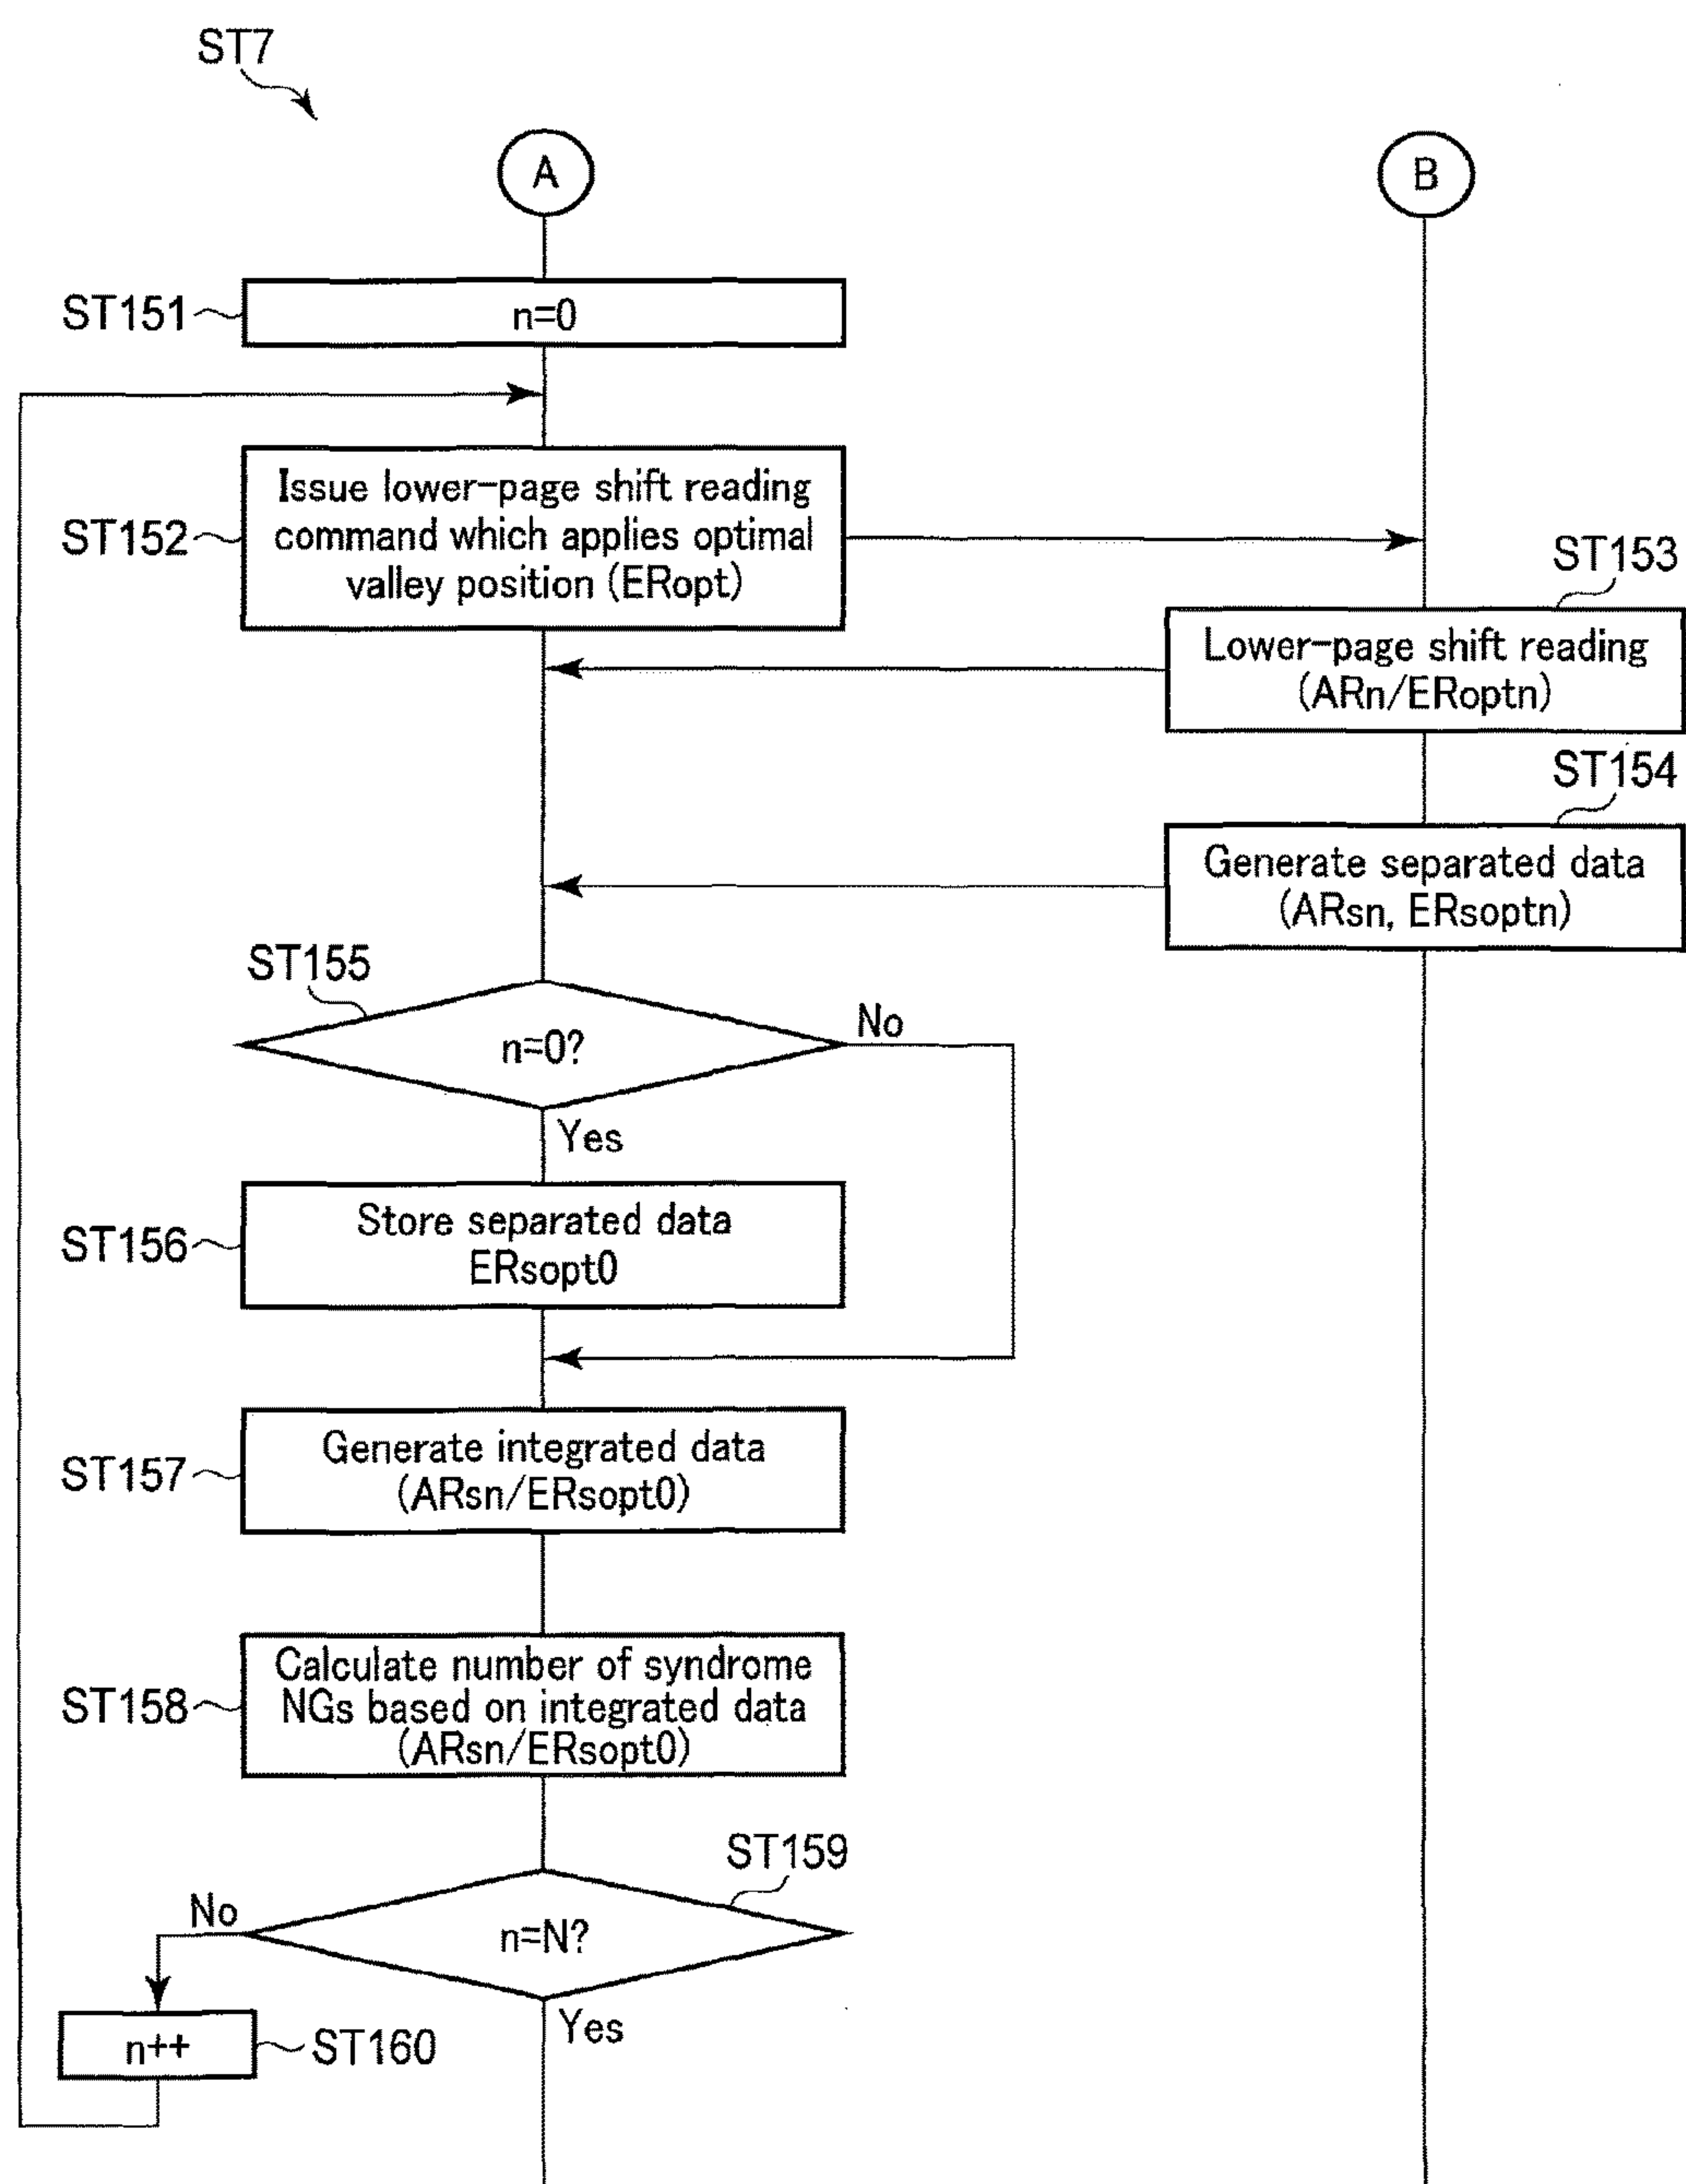 ST7
A
B
ST151
n=0
ST152
Issue lower-page shift reading
command which applies optimal
valley position (ERopt)
ST153
Lower-page shift reading
(ARn/ERoptn)
ST154
Generate separated data
(ARsn, ERsoptn)
ST155
n=0?
No
Yes
ST156
Store separated data
ERsopt0
ST157
Generate integrated data
(ARsn/ERsopt0)
ST158
Calculate number of syndrome
NGs based on integrated data
(ARsn/ERsopt0)
ST159
n=N?
No
Yes
n++
ST160